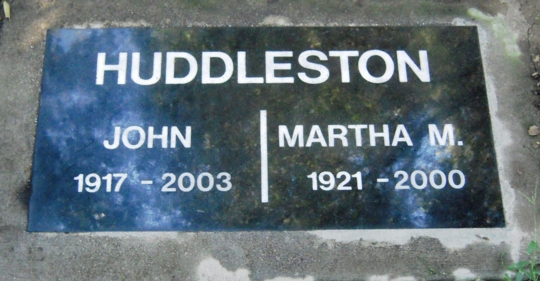 HUDDLESTON
JOHN
1917 - 2003
MARTHA M.
1921 - 2000